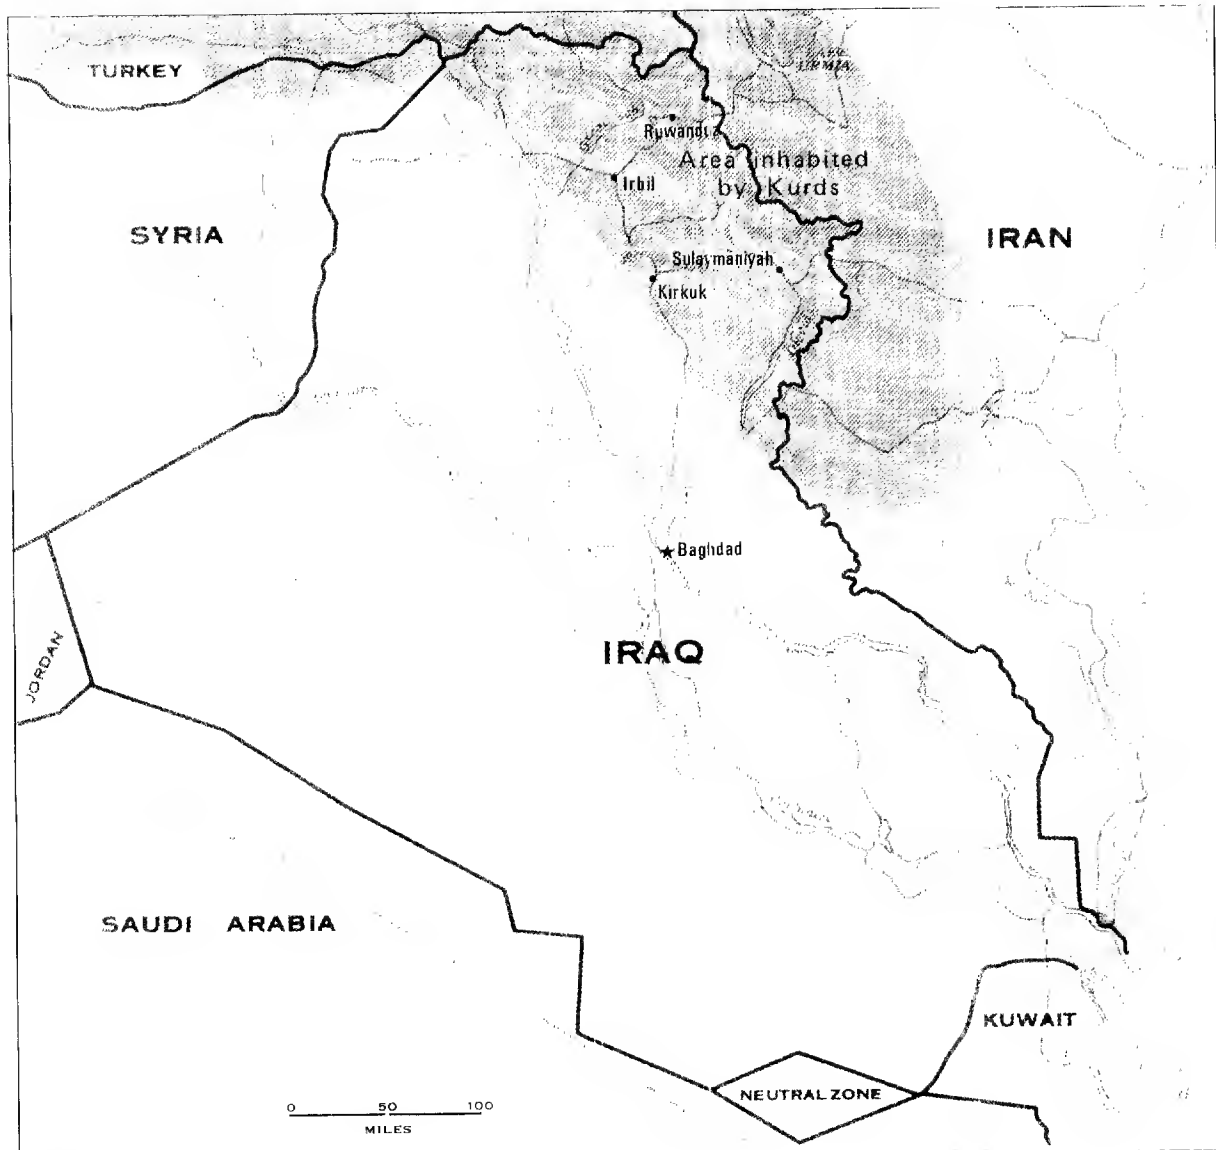 TURKEY
URMIA
Ruwandiz
Area inhabited
by Kurds
Irbil
SYRIA
IRAN
Sulaymaniyah
Kirkuk
Baghdad
IRAQ
JORDAN
SAUDI ARABIA
KUWAIT
NEUTRAL ZONE
0 50 100
MILES